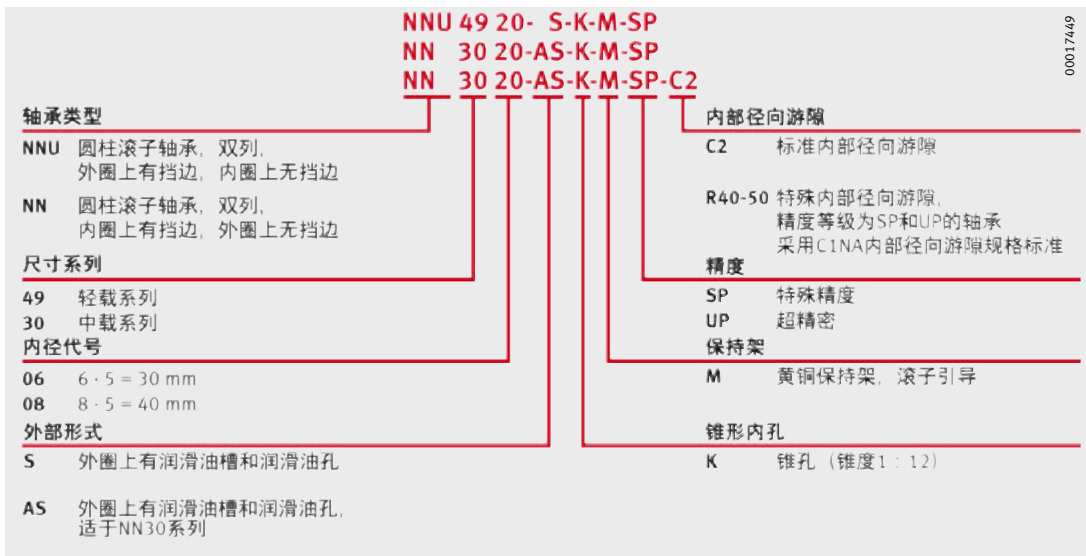 NNU 49 20- S-K-M-SP
NN 30 20-AS-K-M-SP
NN 30 20-AS-K-M-SP-C2
00017449
轴承类型
NNU 圆柱滚子轴承，双列，
外圈上有挡边，内圈上无挡边
NN 圆柱滚子轴承，双列，
内圈上有挡边，外圈上无挡边
尺寸系列
49 轻载系列
30 中载系列
内径代号
06 6 · 5 = 30 mm
08 8 · 5 = 40 mm
外部形式
S 外圈上有润滑油槽和润滑油孔
AS 外圈上有润滑油槽和润滑油孔，
适于NN30系列
内部径向游隙
C2 标准内部径向游隙
R40-50 特殊内部径向游隙，
精度等级为SP和UP的轴承
采用C1NA内部径向游隙规格标准
精度
SP 特殊精度
UP 超精密
保持架
M 黄铜保持架，滚子引导
锥形内孔
K 锥孔（锥度1：12）